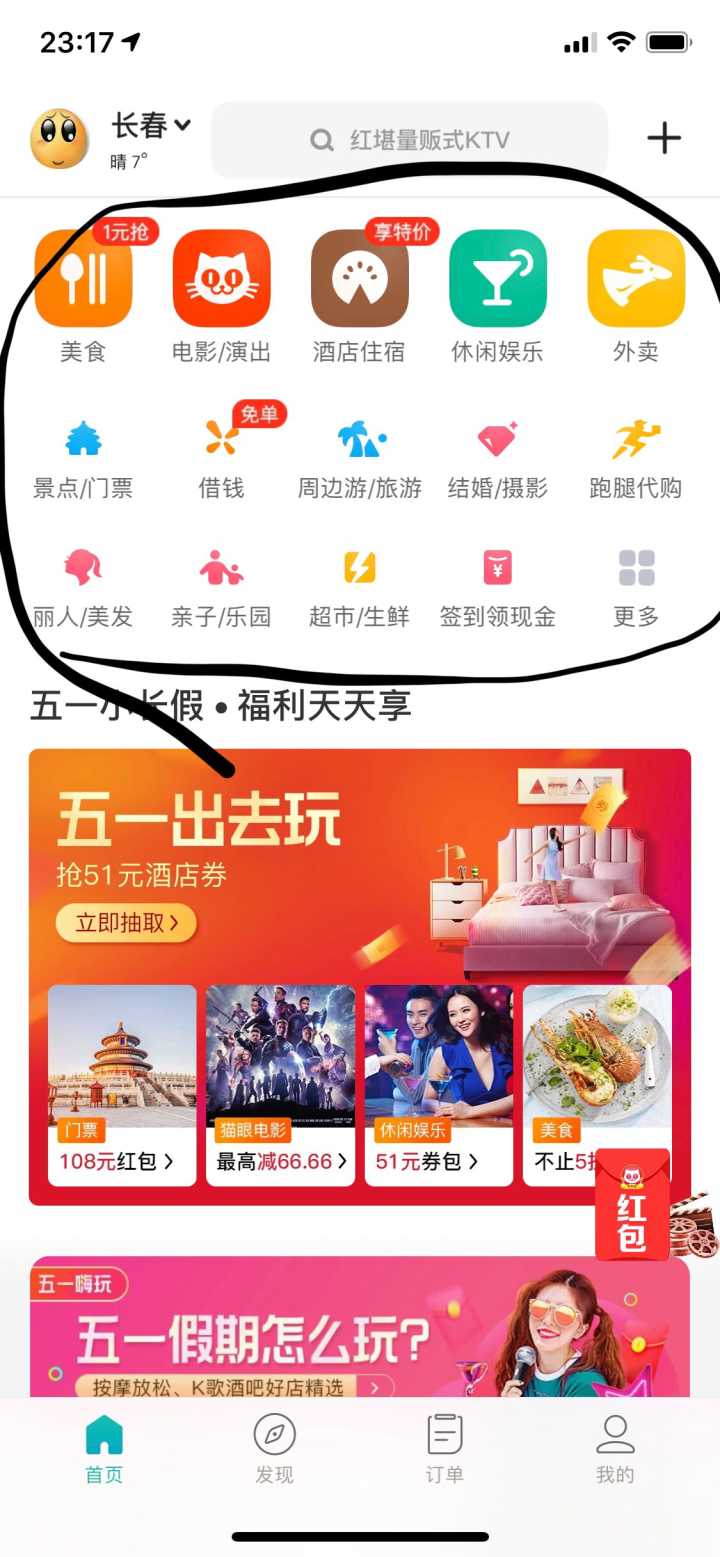 23:17
长春
晴 7°
红堪量贩式KTV
1元抢
享特价
美食
电影/演出
酒店住宿
休闲娱乐
外卖
免单
景点/门票
借钱
周边游/旅游
结婚/摄影
跑腿代购
¥
丽人/美发
亲子/乐园
超市/生鲜
签到领现金
更多
五一小长假 • 福利天天享
五一出去玩
抢51元酒店券
立即抽取
门票
猫眼电影
休闲娱乐
美食
108元红包
最高减66.66
51元券包
不止5折
红包
五一嗨玩
五一假期怎么玩?
按摩放松、K歌酒吧好店精选
首页
发现
订单
我的